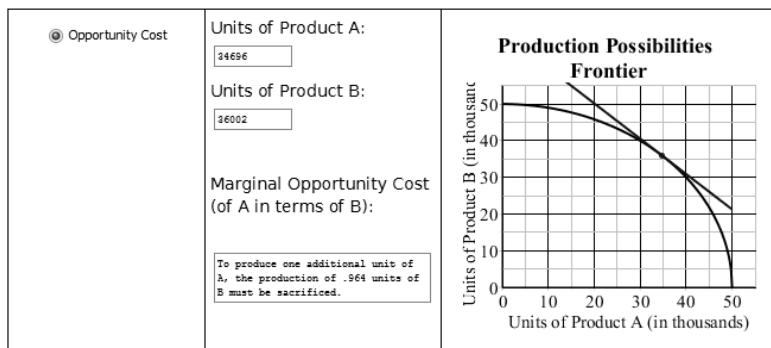 Opportunity Cost
Units of Product A:
34696
Units of Product B:
36002
Marginal Opportunity Cost
(of A in terms of B):
To produce one additional unit of
A, the production of .964 units of
B must be sacrificed.
Production Possibilities
Frontier
Units of Product B (in thousand
50
40
30
20
10
0
0 10 20 30 40 50
Units of Product A (in thousands)